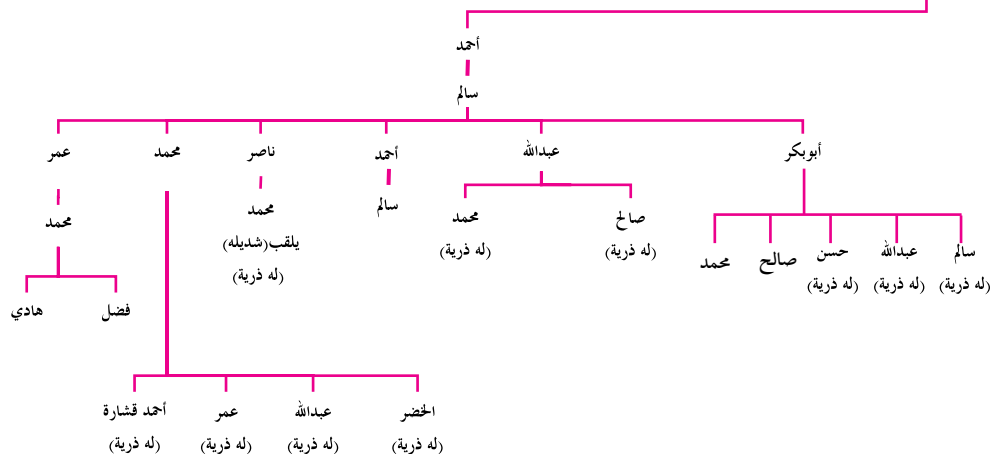 أحمد
سالم
أبوبكر
عبدالله
أحمد
ناصر
محمد
عمر
سالم
(له ذرية)
عبدالله
(له ذرية)
حسن
(له ذرية)
صالح
محمد
صالح
(له ذرية)
محمد
(له ذرية)
سالم
محمد
يلقب(شديله)
(له ذرية)
محمد
فضل
هادي
الخضر
(له ذرية)
عبدالله
(له ذرية)
عمر
(له ذرية)
أحمد قشارة
(له ذرية)